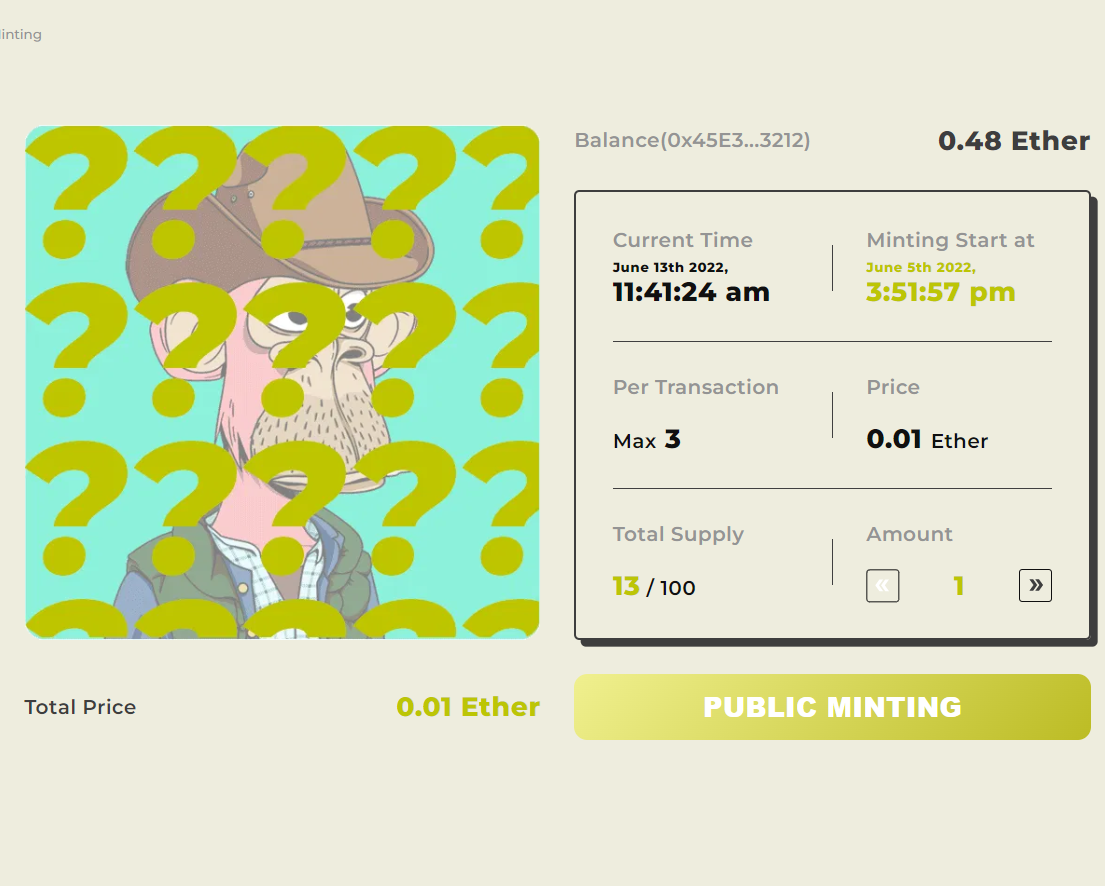 Balance(0x45E3...3212) 0.48 Ether
Current Time
June 13th 2022,
11:41:24 am
Minting Start at
June 5th 2022,
3:51:57 pm
Per Transaction
Max 3
Price
0.01 Ether
Total Supply
13 / 100
Amount
« 1 »
? ? ? ? ?
? ? ? ? ?
? ? ? ? ?
Total Price 0.01 Ether
PUBLIC MINTING